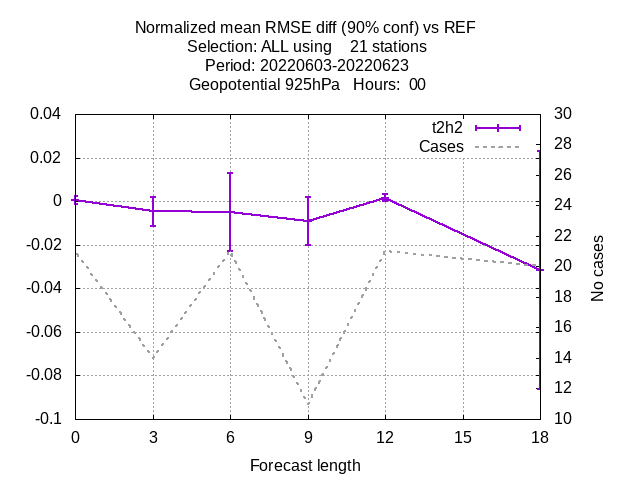 Normalized mean RMSE diff (90% conf) vs REF
Selection: ALL using    21 stations
Period: 20220603-20220623
Geopotential 925hPa   Hours:  00
t2h2
Cases
0.04
0.02
0
-0.02
-0.04
-0.06
-0.08
-0.1
30
28
26
24
22
20
18
16
14
12
10
No cases
0 3 6 9 12 15 18
Forecast length